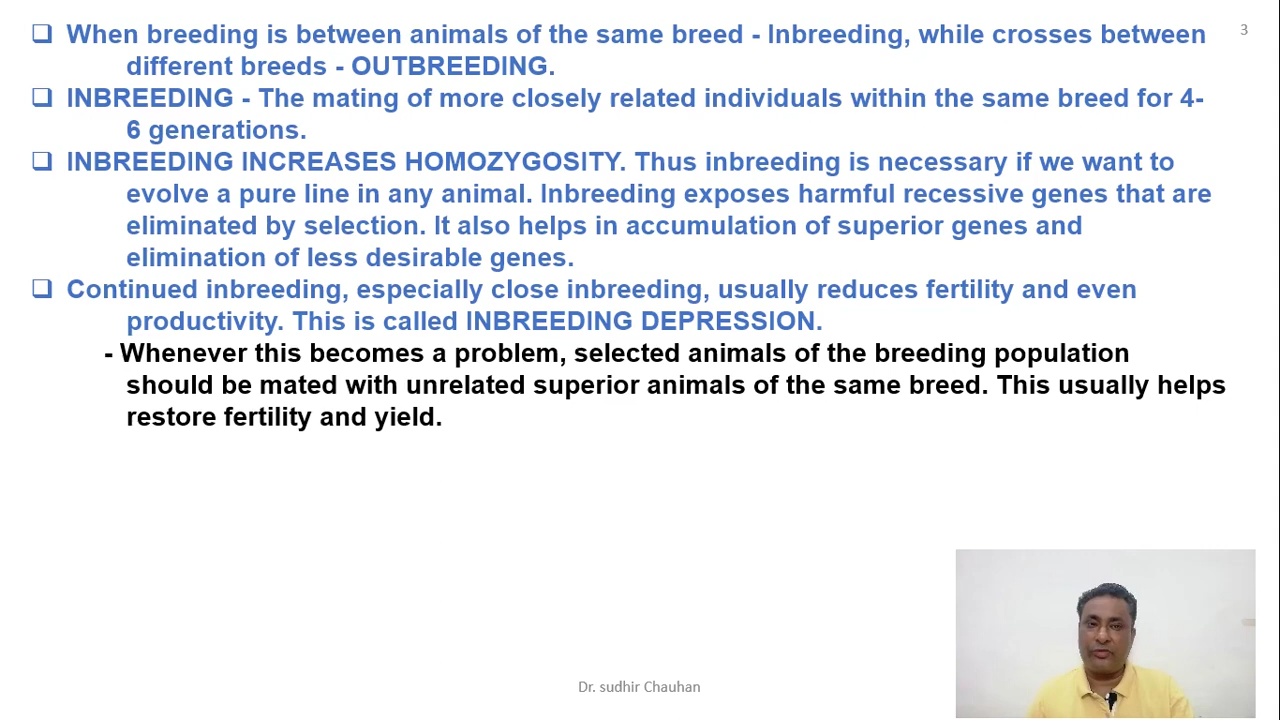 ❑ When breeding is between animals of the same breed - Inbreeding, while crosses between
different breeds - OUTBREEDING.
❑ INBREEDING - The mating of more closely related individuals within the same breed for 4-
6 generations.
❑ INBREEDING INCREASES HOMOZYGOSITY. Thus inbreeding is necessary if we want to
evolve a pure line in any animal. Inbreeding exposes harmful recessive genes that are
eliminated by selection. It also helps in accumulation of superior genes and
elimination of less desirable genes.
❑ Continued inbreeding, especially close inbreeding, usually reduces fertility and even
productivity. This is called INBREEDING DEPRESSION.
- Whenever this becomes a problem, selected animals of the breeding population
should be mated with unrelated superior animals of the same breed. This usually helps
restore fertility and yield.
3
Dr. sudhir Chauhan